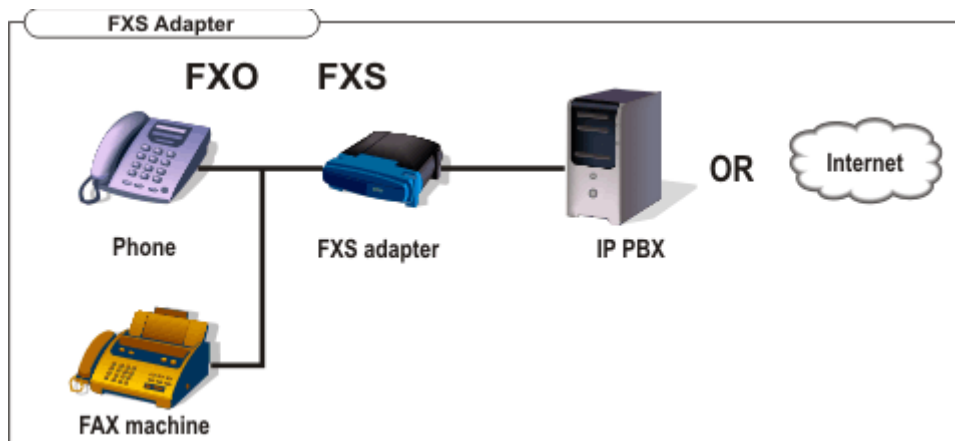 FXS Adapter
FXO FXS
OR
Internet
Phone
FXS adapter
IP PBX
FAX machine